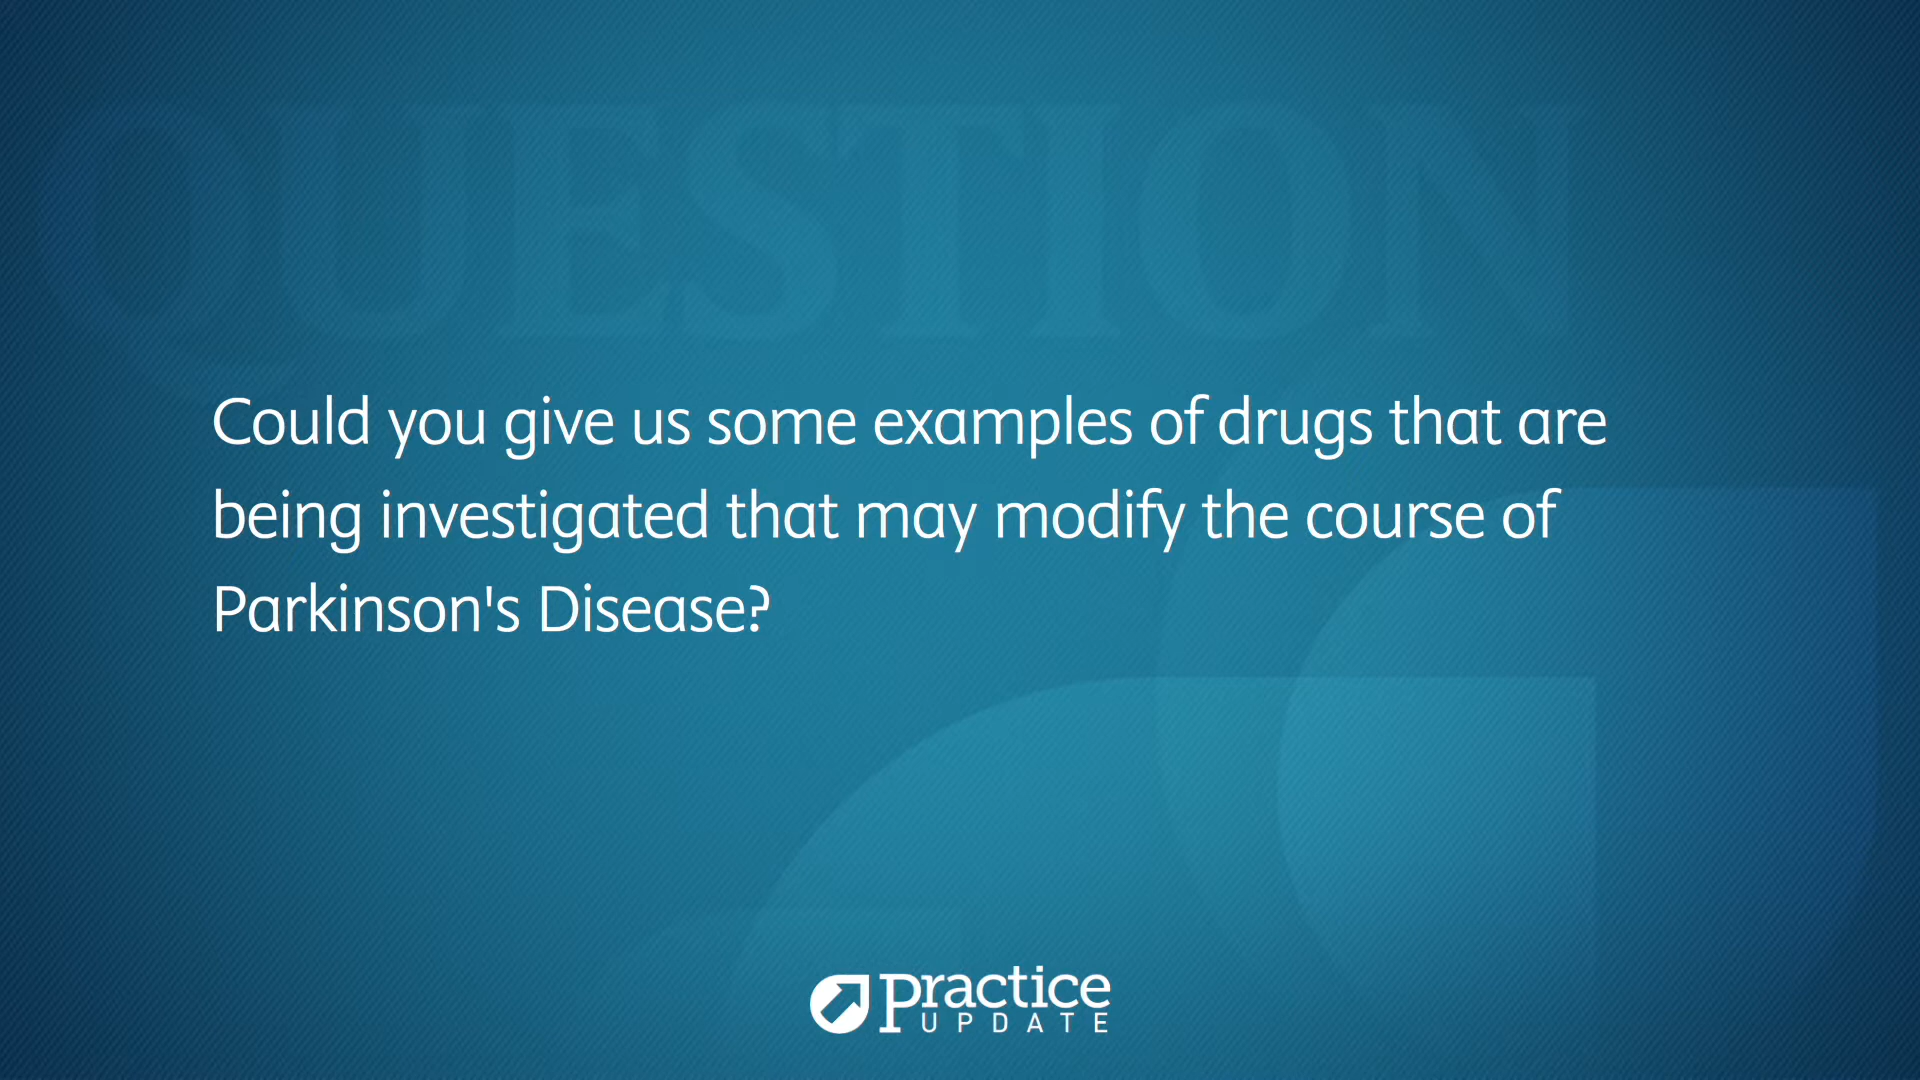 QUESTION
Could you give us some examples of drugs that are
being investigated that may modify the course of
Parkinson's Disease?
Practice
UPDATE